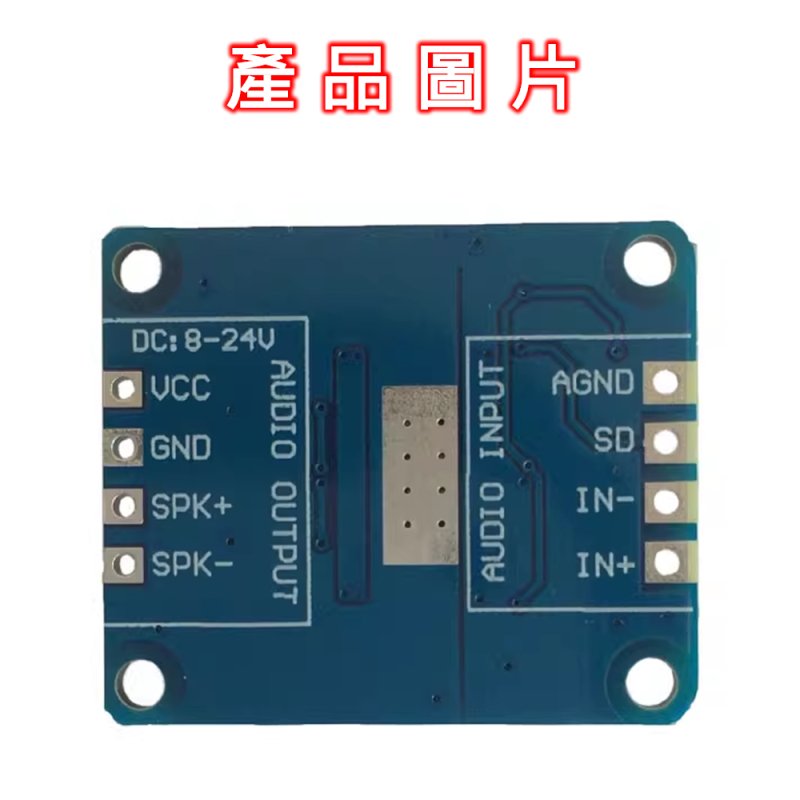 產品圖片
DC:8-24V
VCC
GND
SPK+
SPK-
AUDIO OUTPUT
AUDIO INPUT
AGND
SD
IN-
IN+